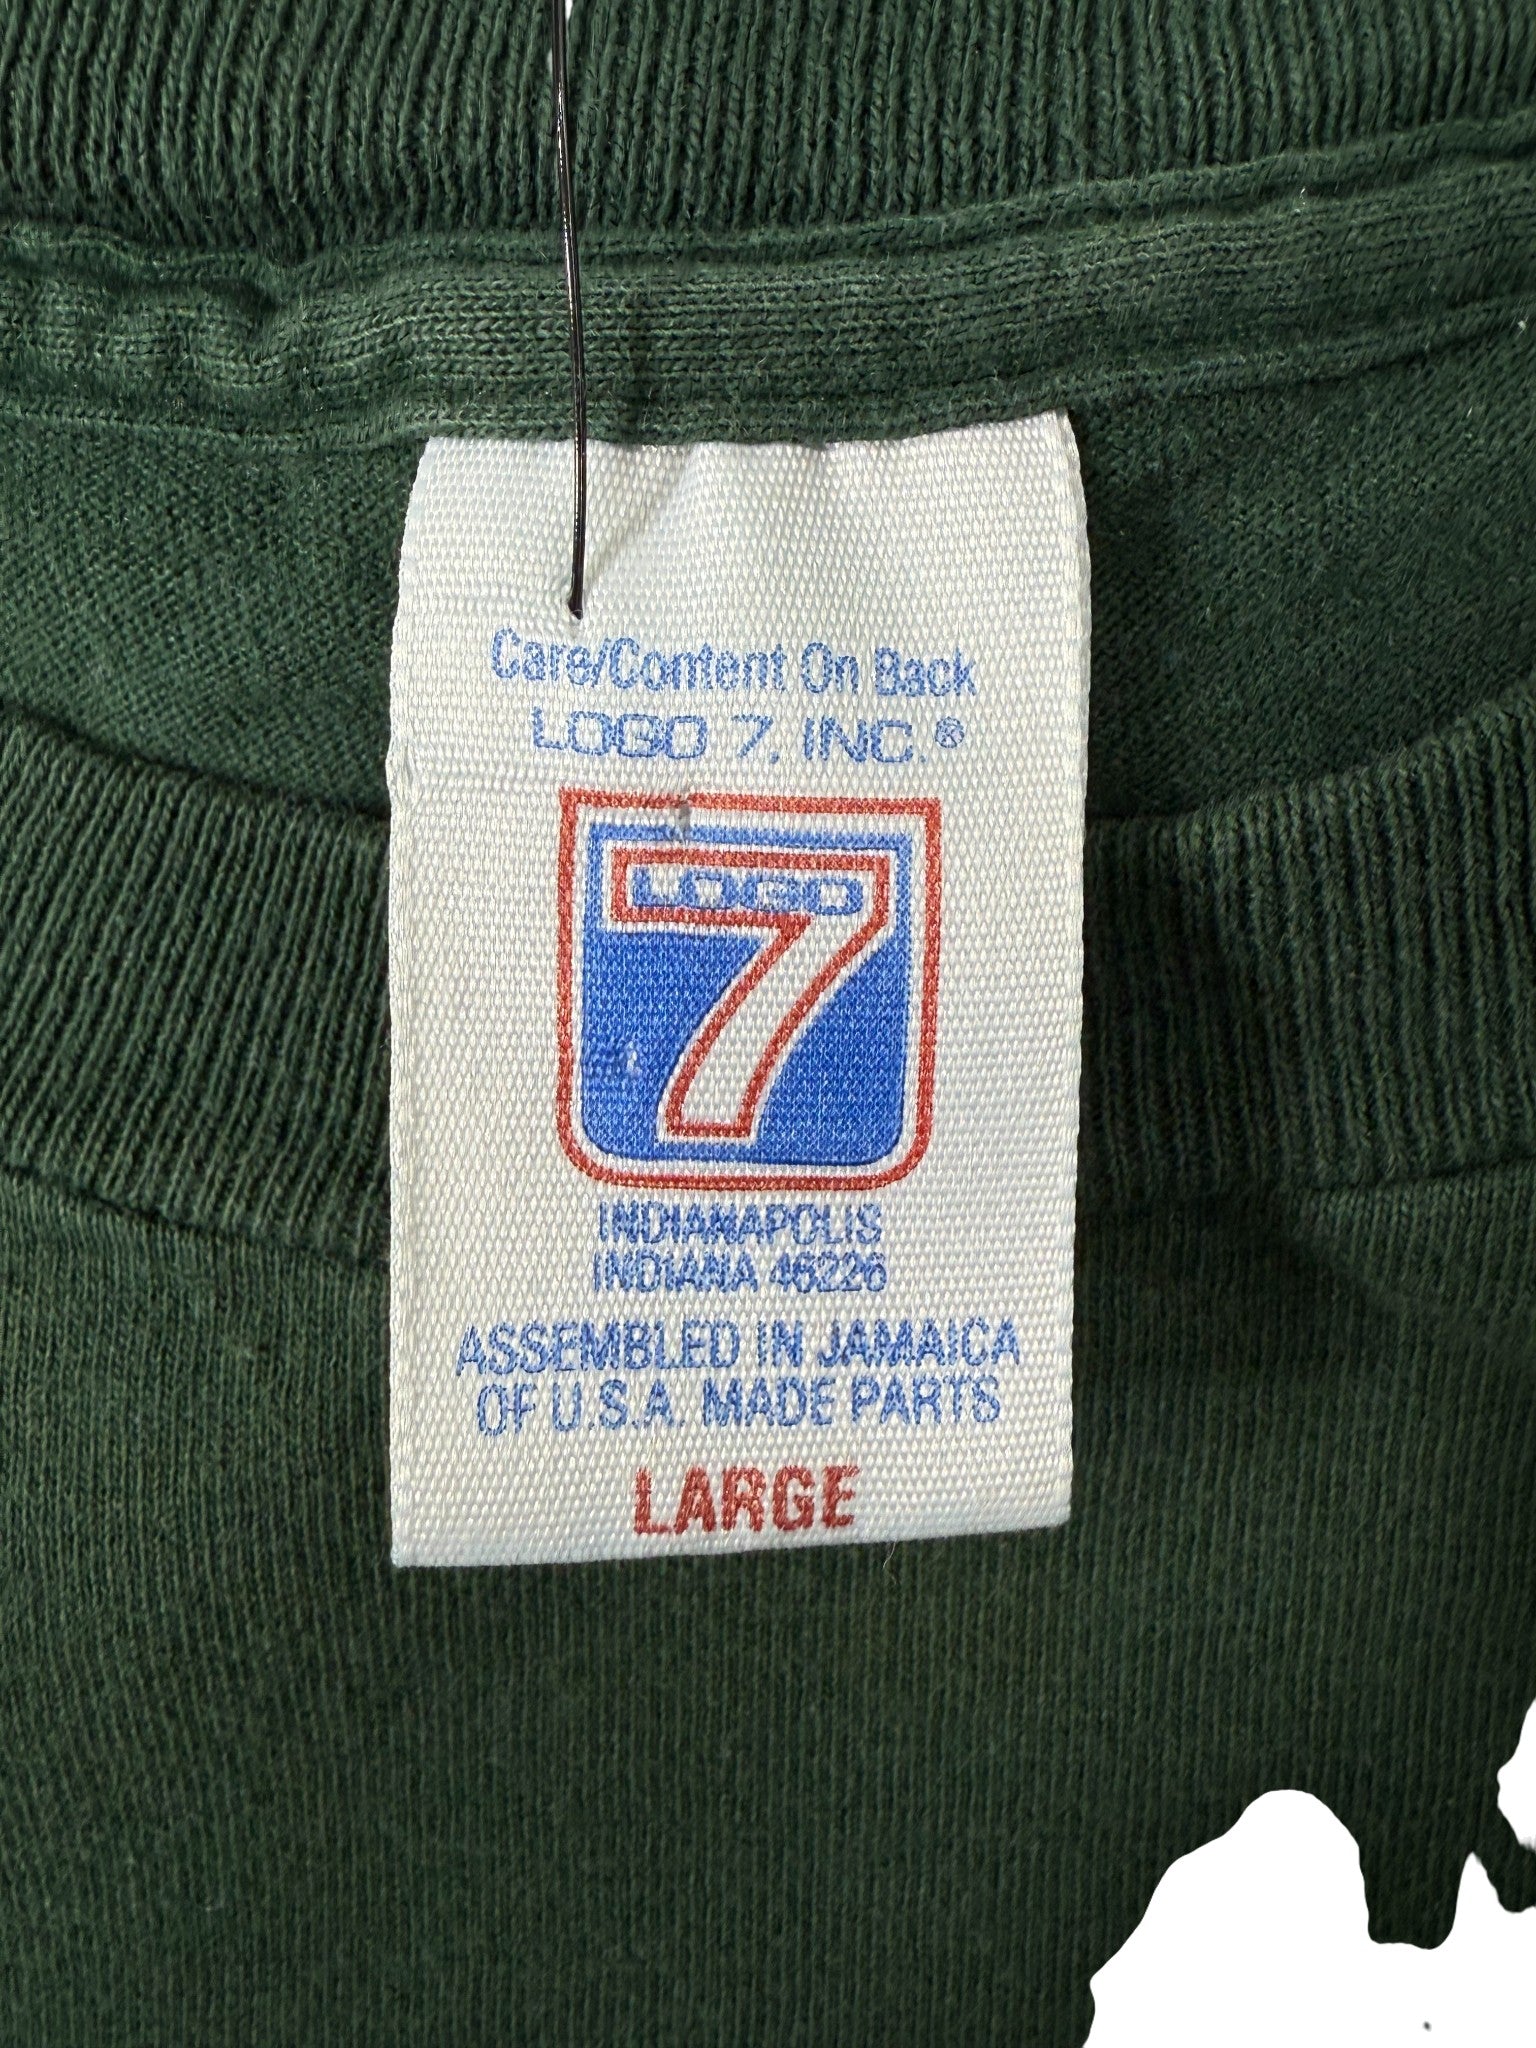 Care/Content On Back
LOGO 7, INC.®
LOGO
7
INDIANAPOLIS
INDIANA 46226
ASSEMBLED IN JAMAICA
OF U.S.A. MADE PARTS
LARGE